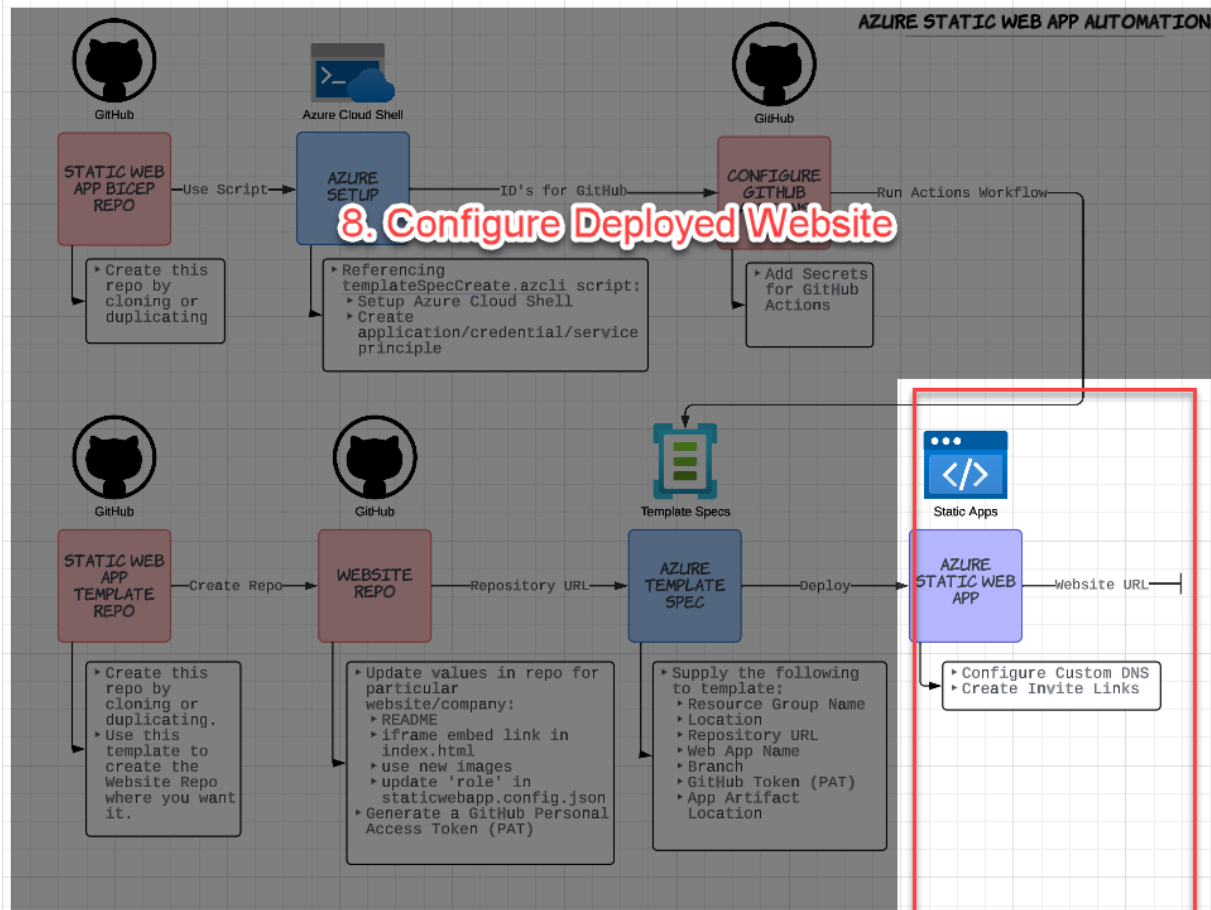 AZURE STATIC WEB APP AUTOMATION
GitHub
Azure Cloud Shell
GitHub
STATIC WEB
APP BICEP
REPO
Use Script
AZURE
SETUP
ID's for GitHub
CONFIGURE
GITHUB
Run Actions Workflow
8. Configure Deployed Website
Create this
repo by
cloning or
duplicating
Referencing
templateSpecCreate.azcli script:
Setup Azure Cloud Shell
Create
application/credential/service
principle
Add Secrets
for GitHub
Actions
GitHub
GitHub
Template Specs
Static Apps
STATIC WEB
APP
TEMPLATE
REPO
Create Repo
WEBSITE
REPO
Repository URL
AZURE
TEMPLATE
SPEC
Deploy
AZURE
STATIC WEB
APP
Website URL
Create this
repo by
cloning or
duplicating.
Use this
template to
create the
Website Repo
where you want
it.
Update values in repo for
particular
website/company:
README
iframe embed link in
index.html
use new images
update 'role' in
staticwebapp.config.json
Generate a GitHub Personal
Access Token (PAT)
Supply the following
to template:
Resource Group Name
Location
Repository URL
Web App Name
Branch
GitHub Token (PAT)
App Artifact
Location
Configure Custom DNS
Create Invite Links